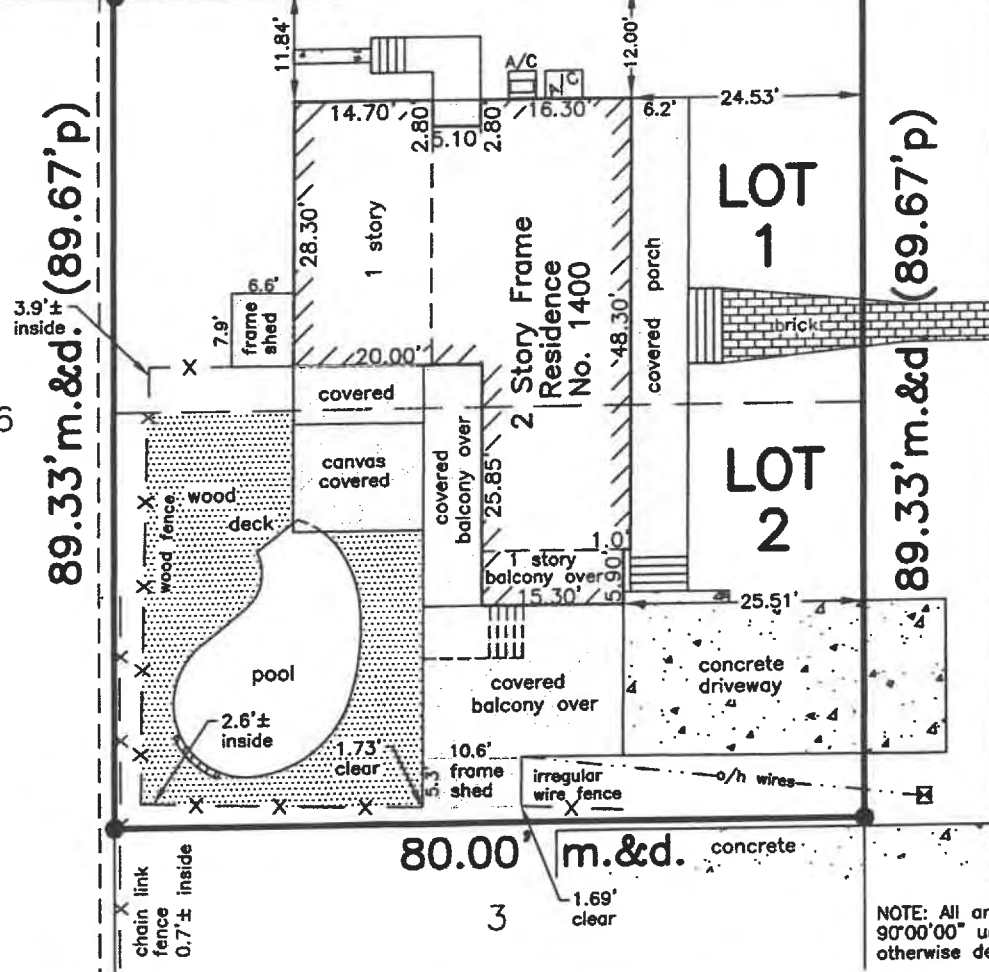 11.84'
12.00'
A/C
C
14.70'
2.80'
5.10
2.80'
16.30'
6.2'
24.53'
89.33'm.&d. (89.67'p)
28.30'
1 story
2 Story Frame
Residence
No. 1400
48.30'
covered porch
LOT
1
89.33'm.&d. (89.67'p)
3.9'±
inside
6.6'
7.9'
frame
shed
brick
20.00'
covered
canvas
covered
covered
balcony over
25.85'
LOT
2
wood fence
wood
deck
1.0'
1 story
balcony over
5.90'
15.30'
25.51'
pool
covered
balcony over
concrete
driveway
2.6'±
inside
1.73'
clear
10.6'
5.3'
frame
shed
irregular
wire fence
o/h wires
80.00' m.&d.
concrete
chain link
fence
0.7'± inside
3
1.69'
clear
NOTE: All an
90°00'00" u
otherwise de